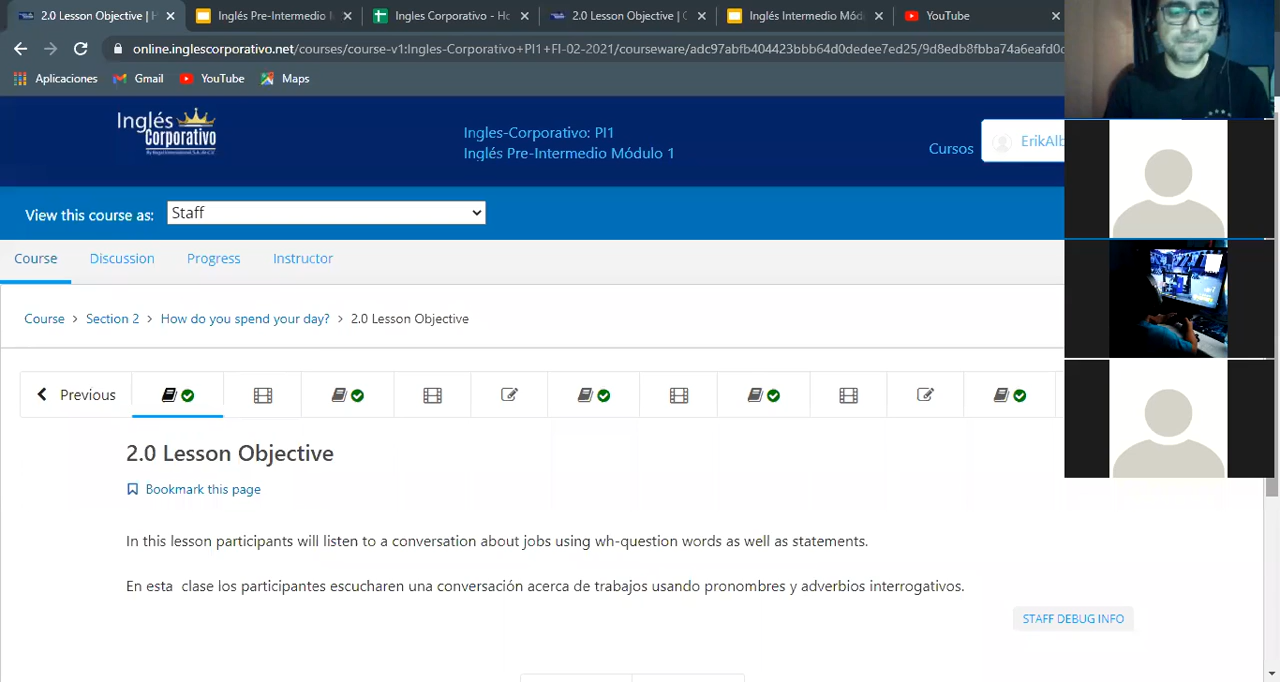 2.0 Lesson Objective | H
Inglés Pre-Intermedio
Ingles Corporativo - Ho
2.0 Lesson Objective | C
Inglés Intermedio Mód
YouTube
online.inglescorporativo.net/courses/course-v1:Ingles-Corporativo+PI1+FI-02-2021/courseware/adc97abfb404423bbb64d0dedee7ed25/9d8edb8fbba74a6eafd0c
Aplicaciones Gmail YouTube Maps
Inglés
Corporativo
Ingles-Corporativo: PI1
Inglés Pre-Intermedio Módulo 1
Cursos
ErikAlb
View this course as: Staff
Course Discussion Progress Instructor
Course > Section 2 > How do you spend your day? > 2.0 Lesson Objective
Previous
2.0 Lesson Objective
Bookmark this page
In this lesson participants will listen to a conversation about jobs using wh-question words as well as statements.
En esta clase los participantes escucharen una conversación acerca de trabajos usando pronombres y adverbios interrogativos.
STAFF DEBUG INFO